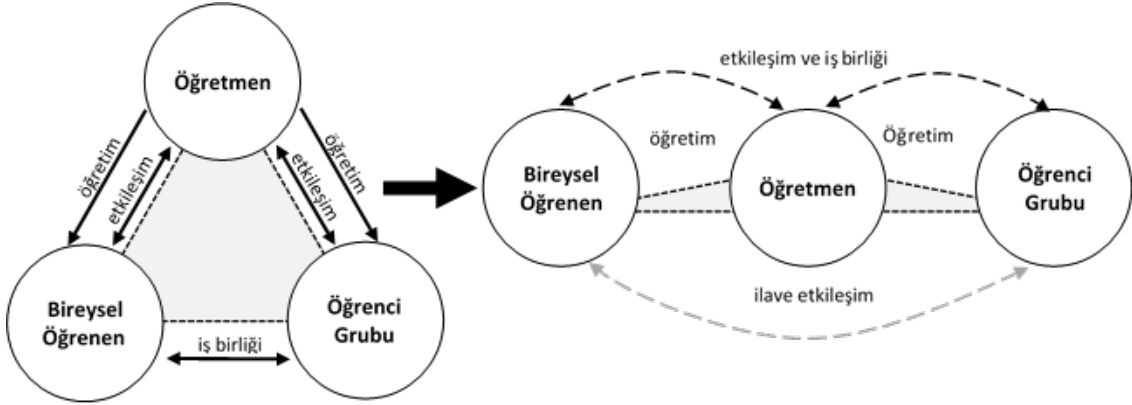 Öğretmen
öğretim
etkileşim
etkileşim
öğretim
Bireysel
Öğrenen
iş birliği
Öğrenci
Grubu
etkileşim ve iş birliği
öğretim
Öğretim
Bireysel
Öğrenen
Öğretmen
Öğrenci
Grubu
ilave etkileşim